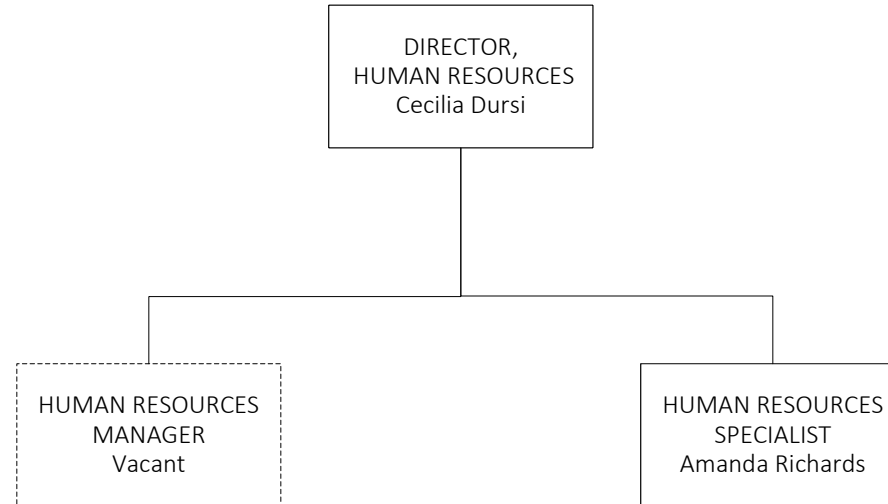 DIRECTOR,
HUMAN RESOURCES
Cecilia Dursi
HUMAN RESOURCES
MANAGER
Vacant
HUMAN RESOURCES
SPECIALIST
Amanda Richards